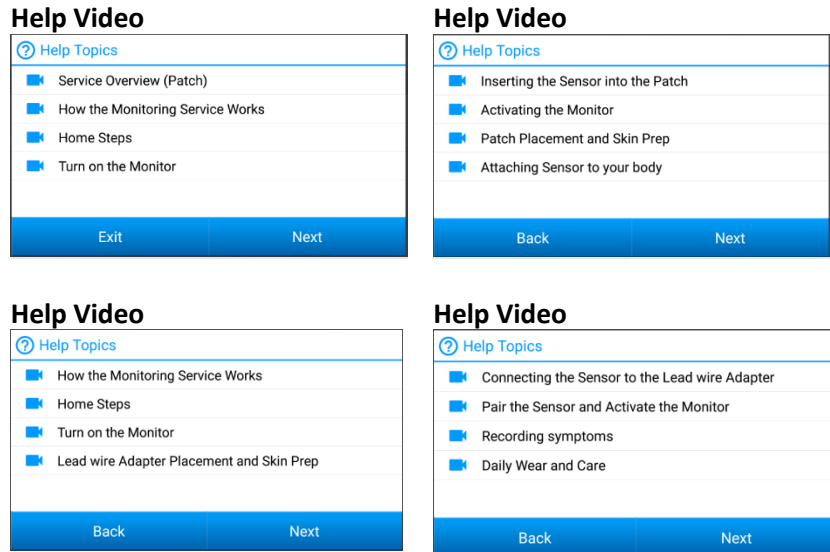 Help Video
Help Topics
Service Overview (Patch)
How the Monitoring Service Works
Home Steps
Turn on the Monitor
Exit Next
Help Video
Help Topics
Inserting the Sensor into the Patch
Activating the Monitor
Patch Placement and Skin Prep
Attaching Sensor to your body
Back Next
Help Video
Help Topics
How the Monitoring Service Works
Home Steps
Turn on the Monitor
Lead wire Adapter Placement and Skin Prep
Back Next
Help Video
Help Topics
Connecting the Sensor to the Lead wire Adapter
Pair the Sensor and Activate the Monitor
Recording symptoms
Daily Wear and Care
Back Next